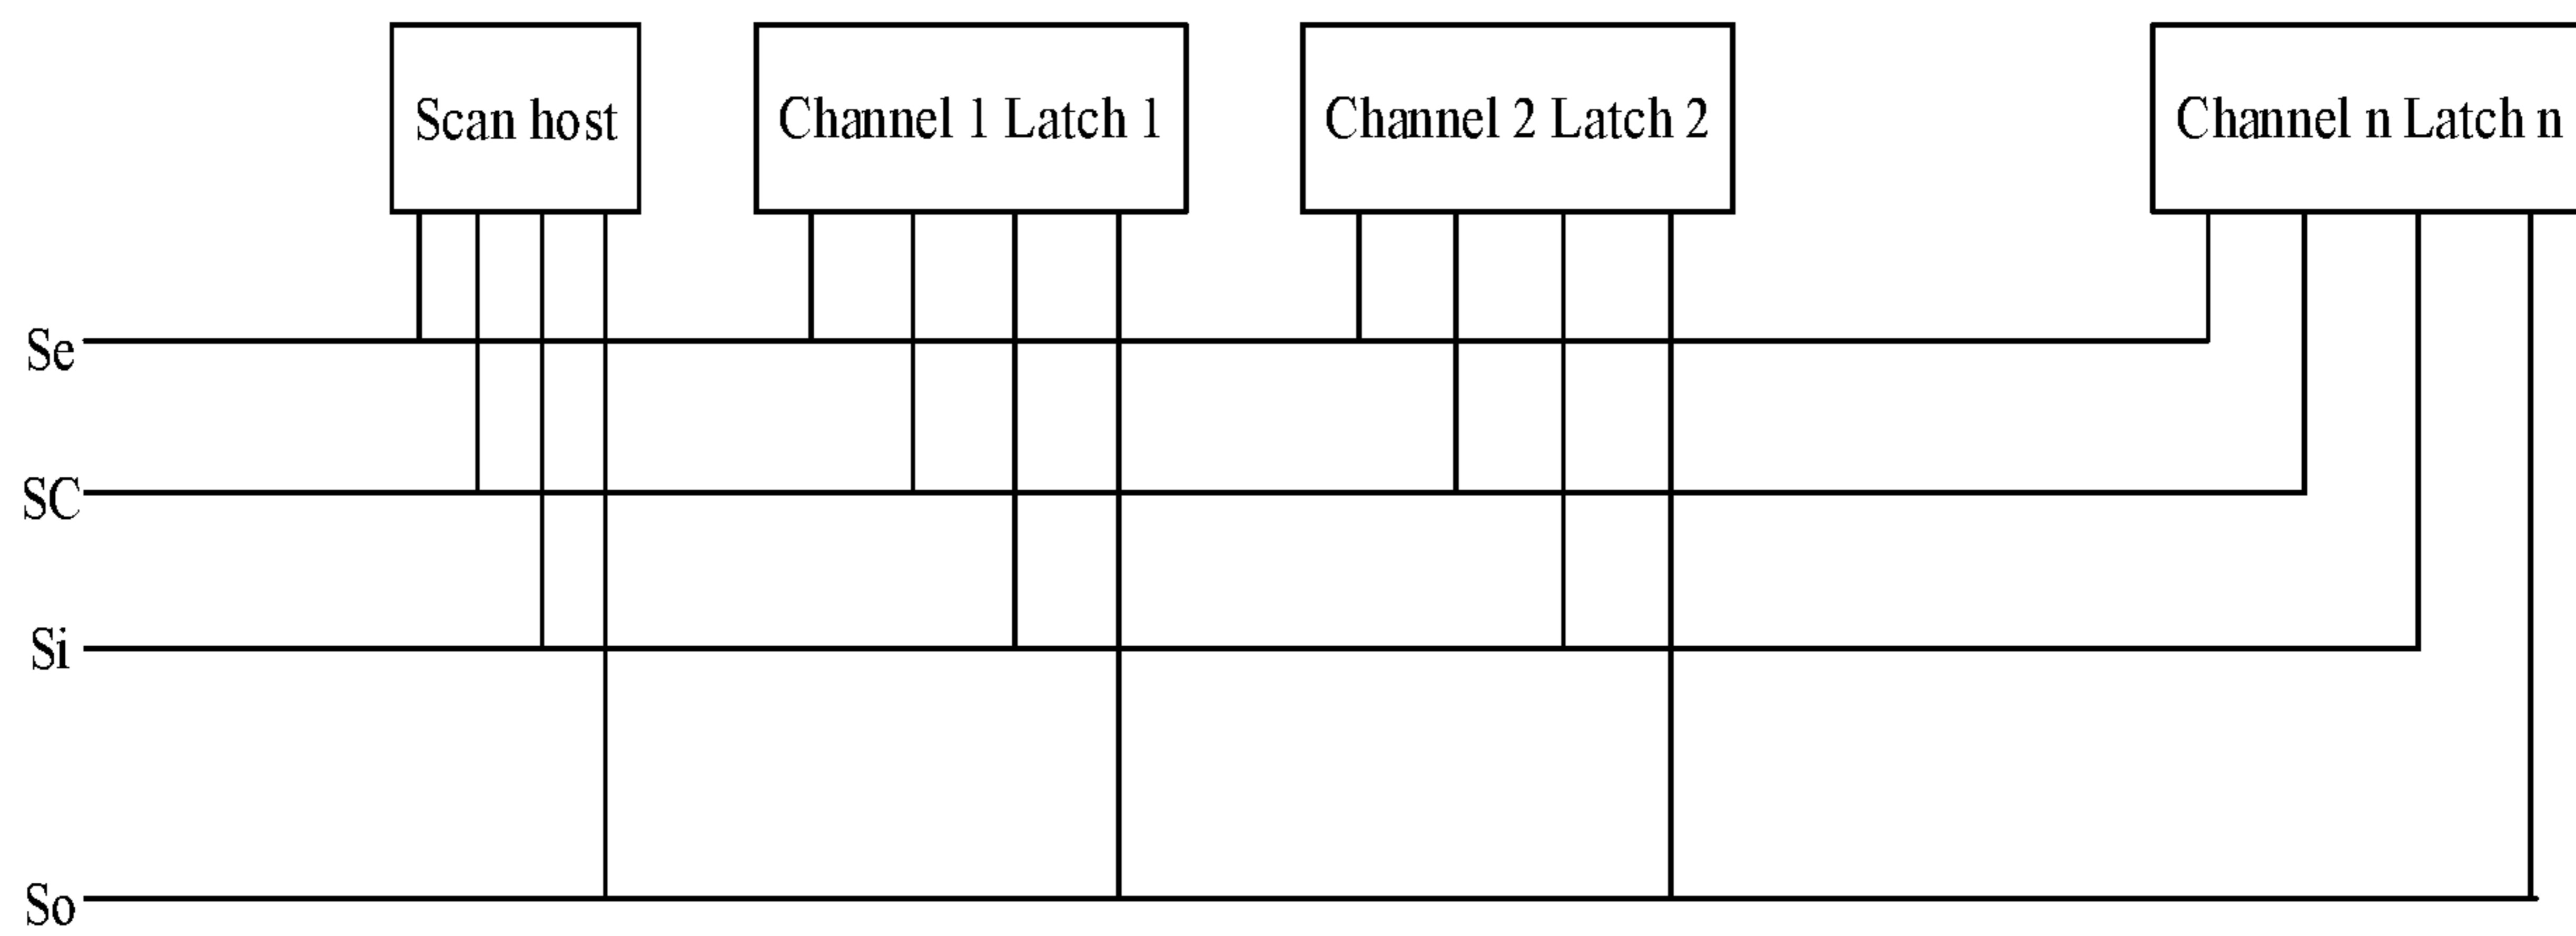 Scan host
Channel 1 Latch 1
Channel 2 Latch 2
Channel n Latch n
Se
SC
Si
So